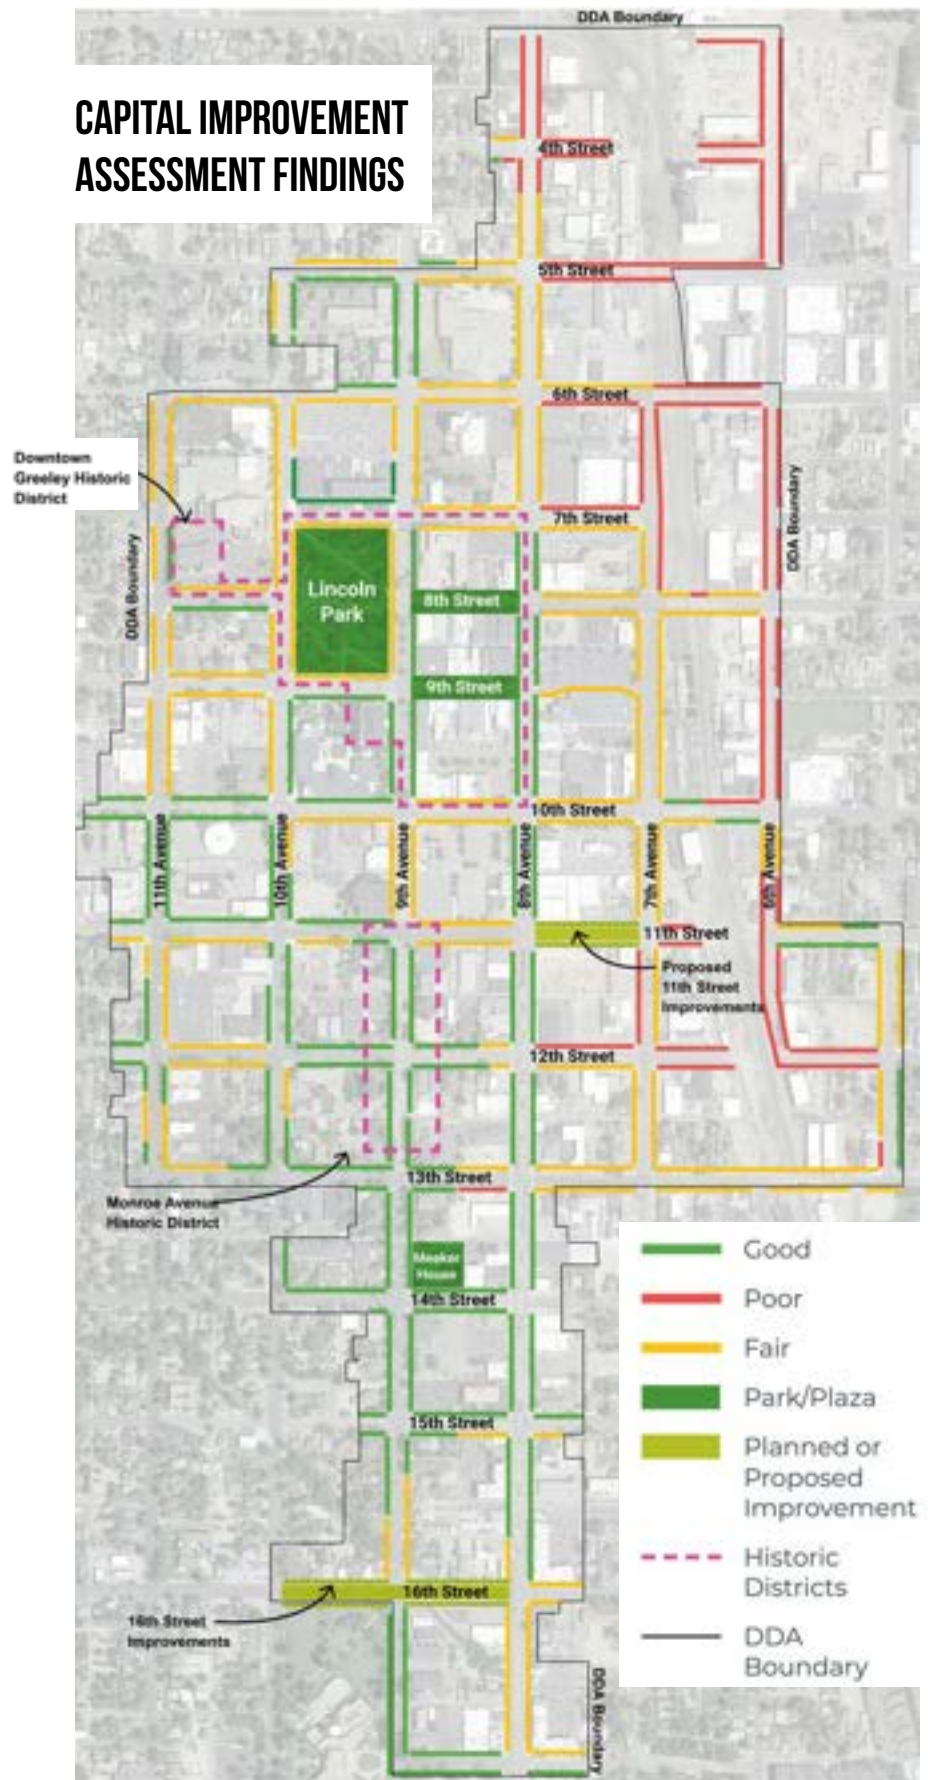 DDA Boundary
CAPITAL IMPROVEMENT
ASSESSMENT FINDINGS
4th Street
5th Street
6th Street
Downtown
Greeley Historic
District
DDA Boundary
7th Street
DDA Boundary
Lincoln
Park
8th Street
9th Street
10th Street
11th Avenue
10th Avenue
9th Avenue
8th Avenue
7th Avenue
6th Avenue
11th Street
Proposed
11th Street
Improvements
12th Street
13th Street
Monroe Avenue
Historic District
Meeker
House
14th Street
15th Street
16th Street
16th Street
Improvements
DDA Boundary
Good
Poor
Fair
Park/Plaza
Planned or
Proposed
Improvement
Historic
Districts
DDA
Boundary